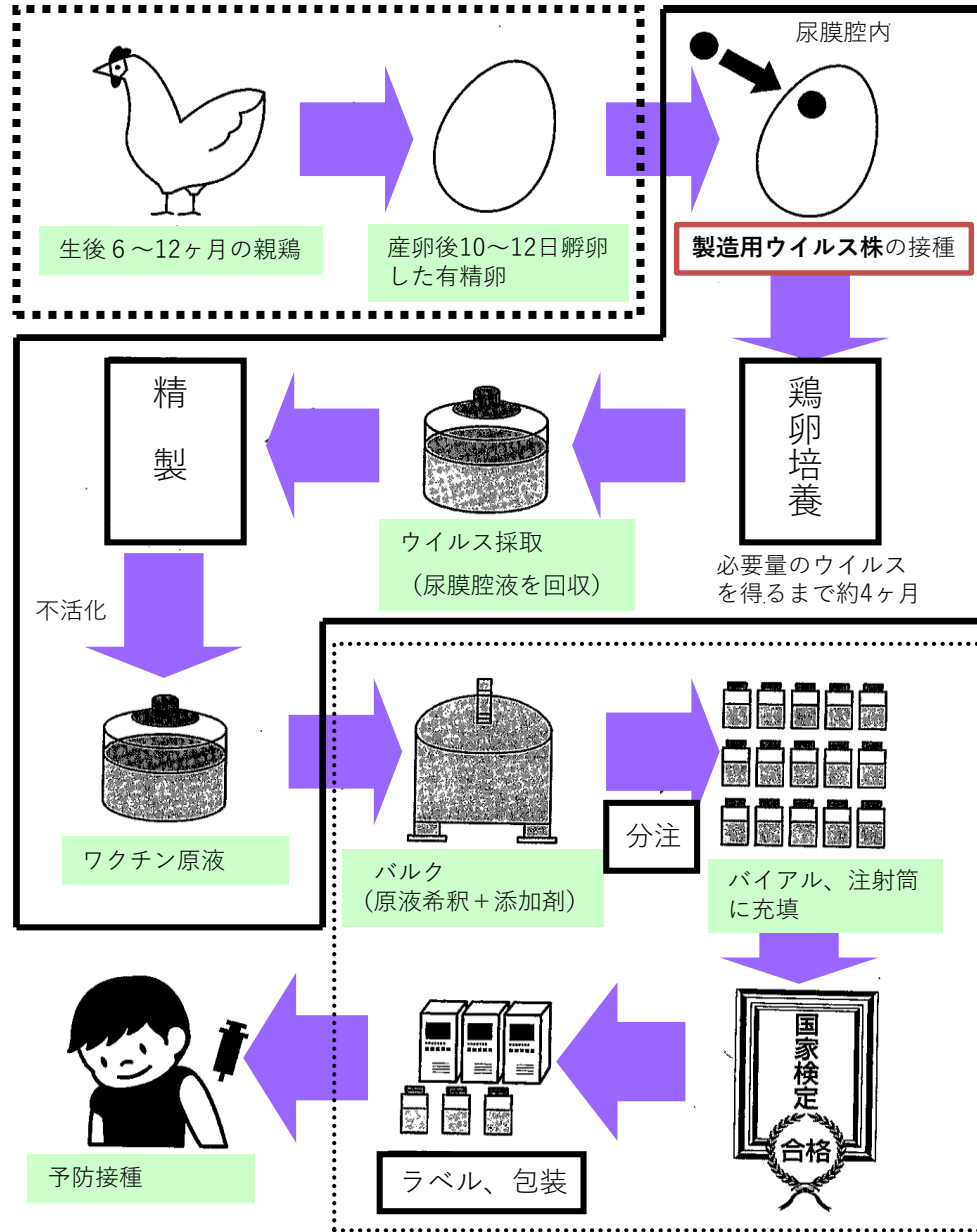 尿膜腔内
生後６～12ヶ月の親鶏
産卵後10～12日孵卵
した有精卵
製造用ウイルス株の接種
鶏卵培養
必要量のウイルス
を得るまで約4ヶ月
ウイルス採取
（尿膜腔液を回収）
精製
不活化
ワクチン原液
バルク
(原液希釈＋添加剤)
分注
バイアル、注射筒
に充填
国家検定
合格
ラベル、包装
予防接種